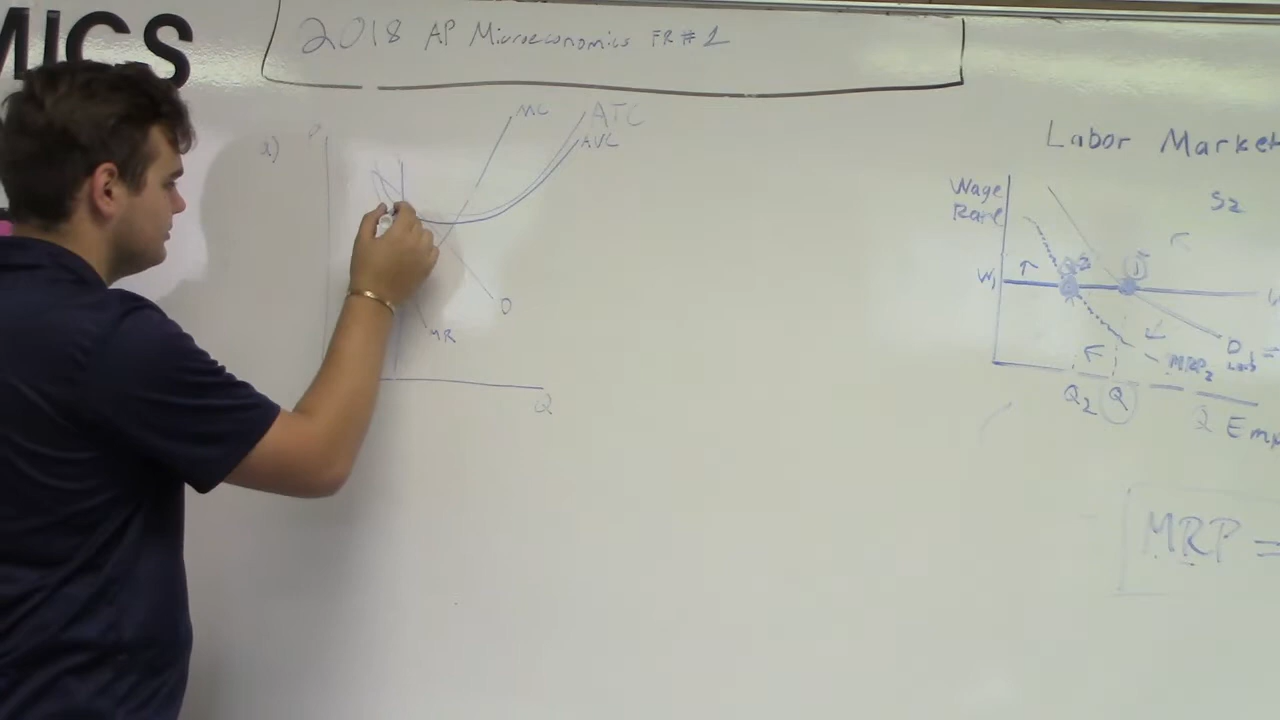 MICS
2018 AP Microeconomics FR #1
a)
P
MC
ATC
AVC
D
MR
Q
Labor Market
Wage
Rate
S2
W1
1
D
MRP2
Q2
Q
Q
MRP =